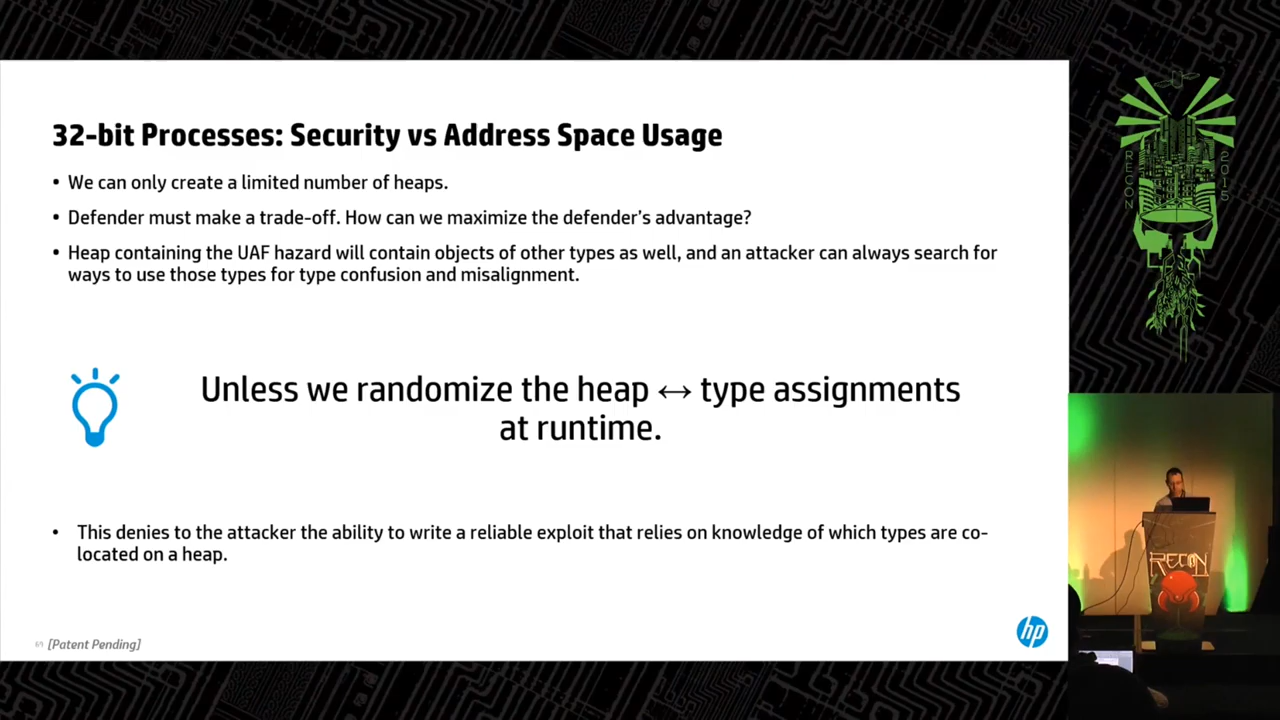 32-bit Processes: Security vs Address Space Usage
• We can only create a limited number of heaps.
• Defender must make a trade-off. How can we maximize the defender's advantage?
• Heap containing the UAF hazard will contain objects of other types as well, and an attacker can always search for
ways to use those types for type confusion and misalignment.
Unless we randomize the heap ↔ type assignments
at runtime.
• This denies to the attacker the ability to write a reliable exploit that relies on knowledge of which types are co-
located on a heap.
[Patent Pending]
hp
RECON
2015
RECON